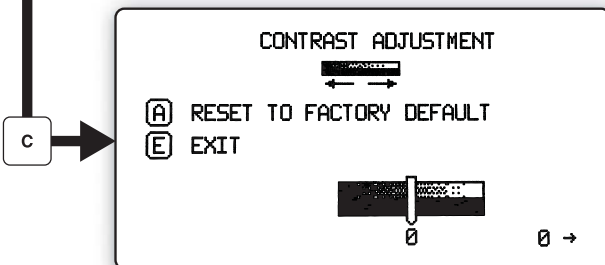 CONTRAST ADJUSTMENT
← →
A RESET TO FACTORY DEFAULT
C
E EXIT
0 0 →